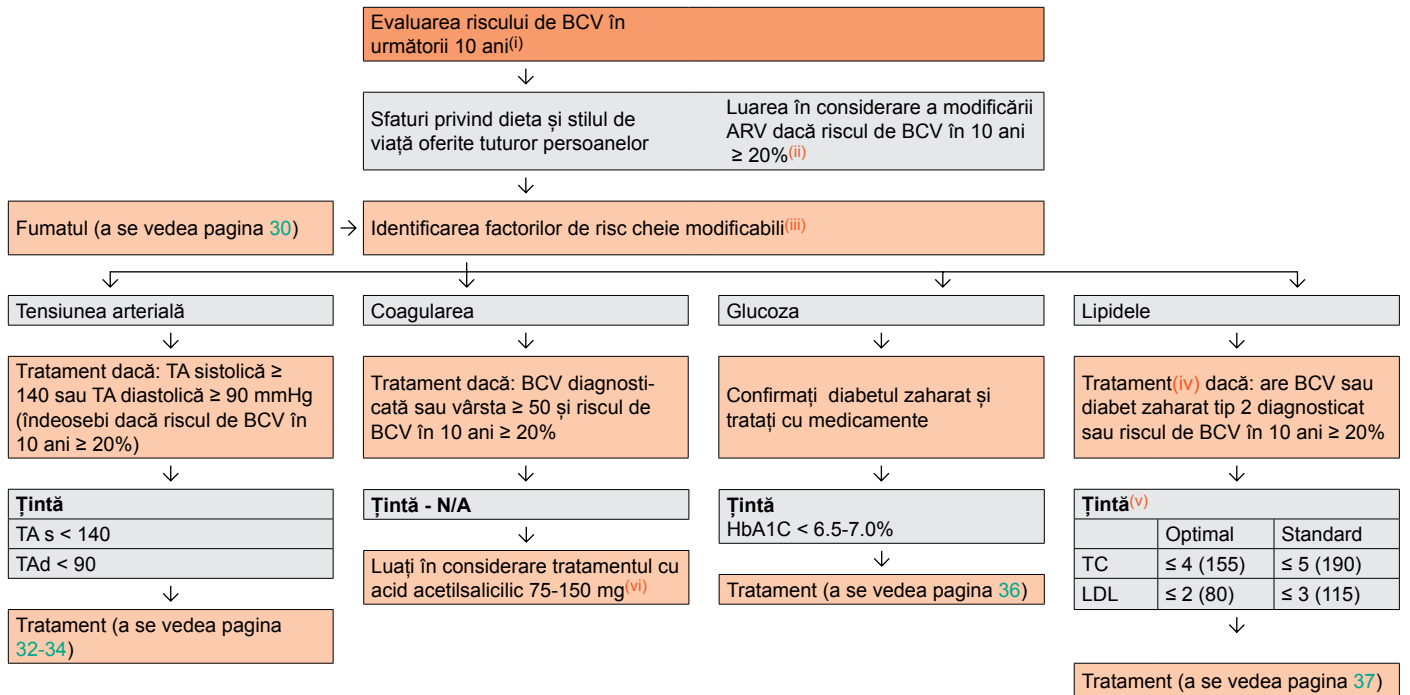 Evaluarea riscului de BCV în
următorii 10 ani(i)
Sfaturi privind dieta și stilul de
viață oferite tuturor persoanelor
Luarea în considerare a modificării
ARV dacă riscul de BCV în 10 ani
≥ 20%(ii)
Fumatul (a se vedea pagina 30)
Identificarea factorilor de risc cheie modificabili(iii)
Tensiunea arterială
Coagularea
Glucoza
Lipidele
Tratament dacă: TA sistolică ≥
140 sau TA diastolică ≥ 90 mmHg
(îndeosebi dacă riscul de BCV în
10 ani ≥ 20%)
Tratament dacă: BCV diagnosti-
cată sau vârsta ≥ 50 și riscul de
BCV în 10 ani ≥ 20%
Confirmați diabetul zaharat și
tratați cu medicamente
Tratament(iv) dacă: are BCV sau
diabet zaharat tip 2 diagnosticat
sau riscul de BCV în 10 ani ≥ 20%
Țintă
TA s < 140
TAd < 90
Țintă - N/A
Țintă
HbA1C < 6.5-7.0%
Țintă(v)
Optimal Standard
TC ≤ 4 (155) ≤ 5 (190)
LDL ≤ 2 (80) ≤ 3 (115)
Luați în considerare tratamentul cu
acid acetilsalicilic 75-150 mg(vi)
Tratament (a se vedea pagina 36)
Tratament (a se vedea pagina
32-34)
Tratament (a se vedea pagina 37)